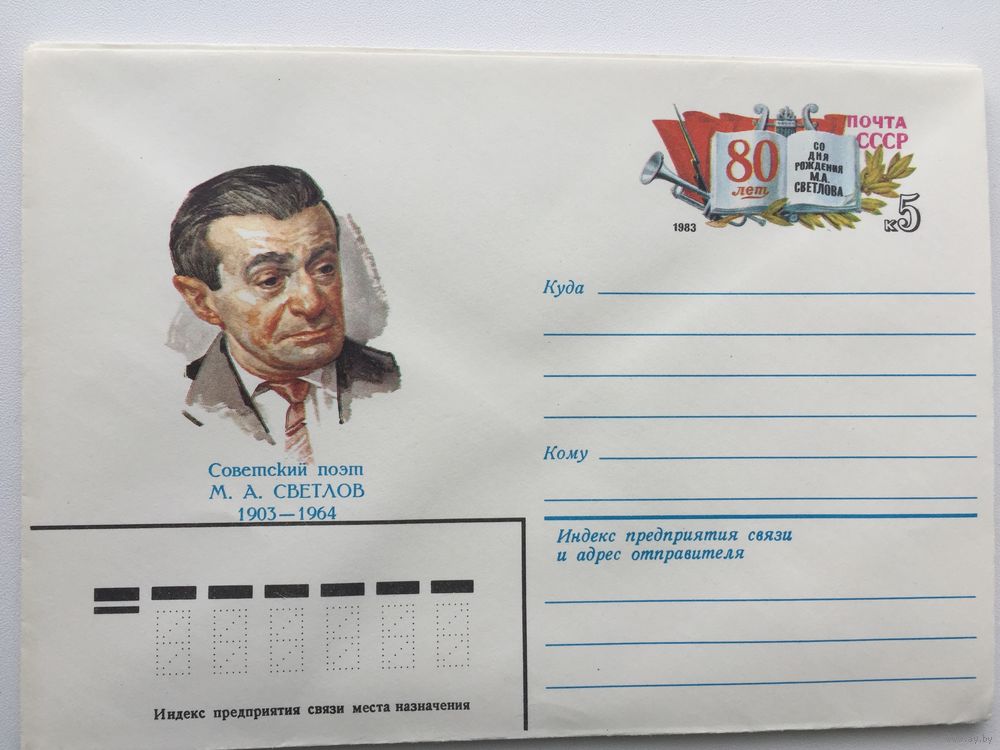 ПОЧТА
СССР
80
лет
СО
ДНЯ
РОЖДЕНИЯ
М.А.
СВЕТЛОВА
1983
к5
Куда
Кому
Советский поэт
М. А. СВЕТЛОВ
1903—1964
Индекс предприятия связи
и адрес отправителя
Индекс предприятия связи места назначения